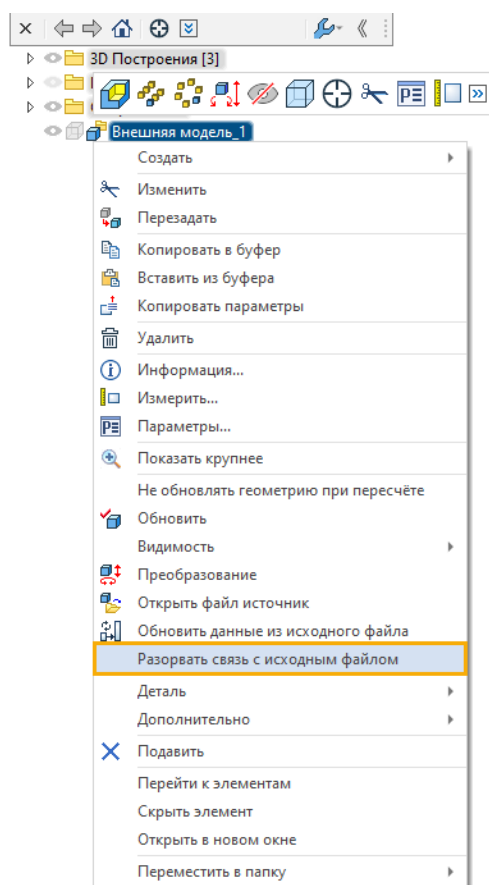 3D Построения [3]
Внешняя модель_1
Создать
Изменить
Перезадать
Копировать в буфер
Вставить из буфера
Копировать параметры
Удалить
Информация...
Измерить...
Параметры...
Показать крупнее
Не обновлять геометрию при пересчёте
Обновить
Видимость
Преобразование
Открыть файл источник
Обновить данные из исходного файла
Разорвать связь с исходным файлом
Деталь
Дополнительно
Подавить
Перейти к элементам
Скрыть элемент
Открыть в новом окне
Переместить в папку